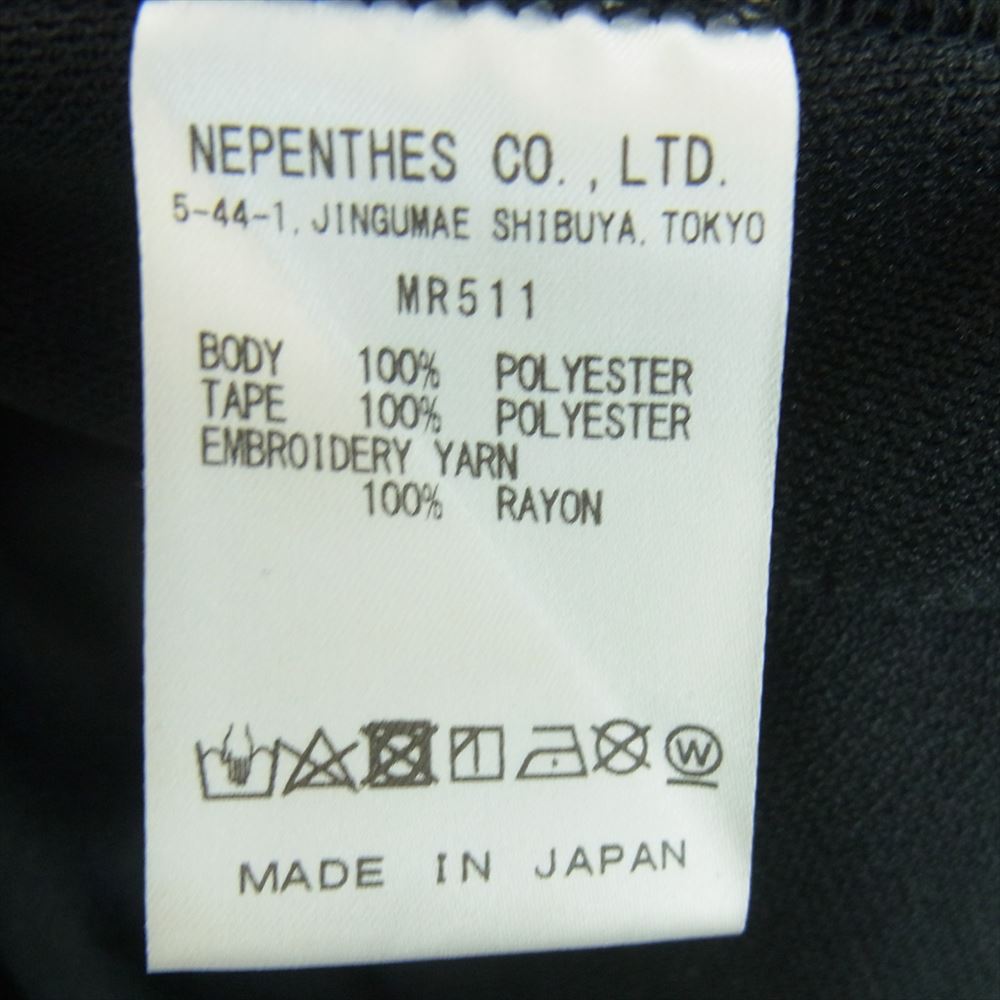 NEPENTHES CO.,LTD.
5-44-1, JINGUMAE SHIBUYA, TOKYO
MR511
BODY 100% POLYESTER
TAPE 100% POLYESTER
EMBROIDERY YARN
100% RAYON
W
MADE IN JAPAN